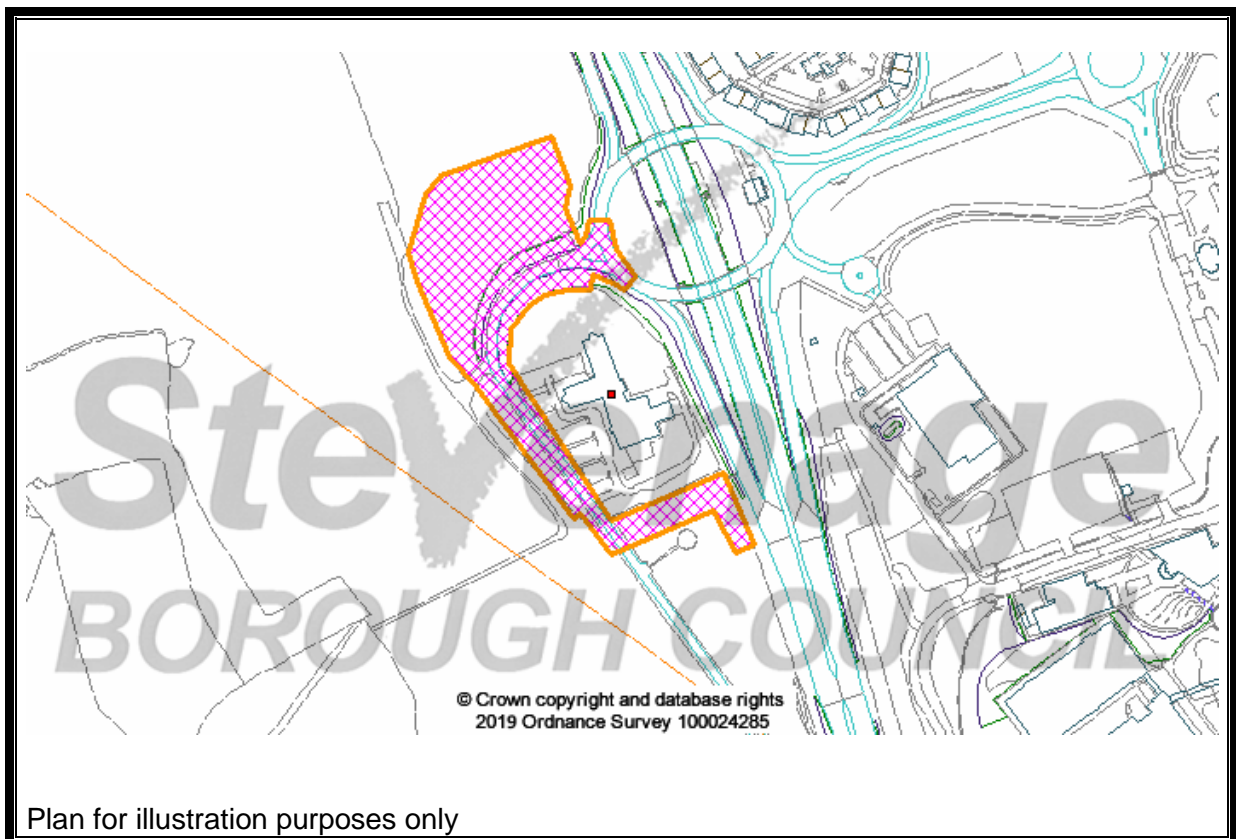 Stevenage
BOROUGH COUNCIL
© Crown copyright and database rights
2019 Ordnance Survey 100024285
Plan for illustration purposes only